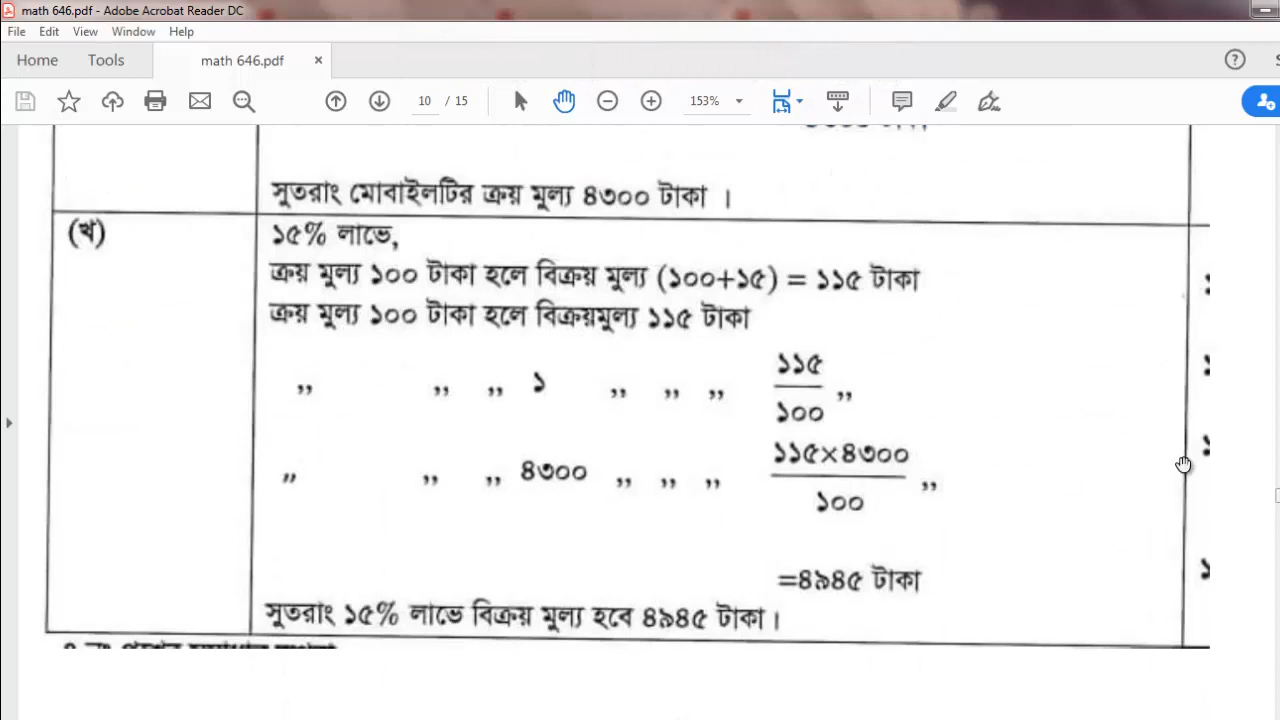 math 646.pdf - Adobe Acrobat Reader DC
File Edit View Window Help
Home Tools math 646.pdf ×
10 / 15 153%
সুতরাং মোবাইলটির ক্রয় মূল্য ৪৩০০ টাকা ।
(খ) ১৫% লাভে,
ক্রয় মূল্য ১০০ টাকা হলে বিক্রয় মূল্য (১০০+১৫) = ১১৫ টাকা
ক্রয় মূল্য ১০০ টাকা হলে বিক্রয়মূল্য ১১৫ টাকা
১১৫
,, ,, ,, ১ ,, ,, ,, ,,
১০০
১১৫×৪৩০০
,, ,, ,, ৪৩০০ ,, ,, ,, ,,
১০০
=৪৯৪৫ টাকা
সুতরাং ১৫% লাভে বিক্রয় মূল্য হবে ৪৯৪৫ টাকা।